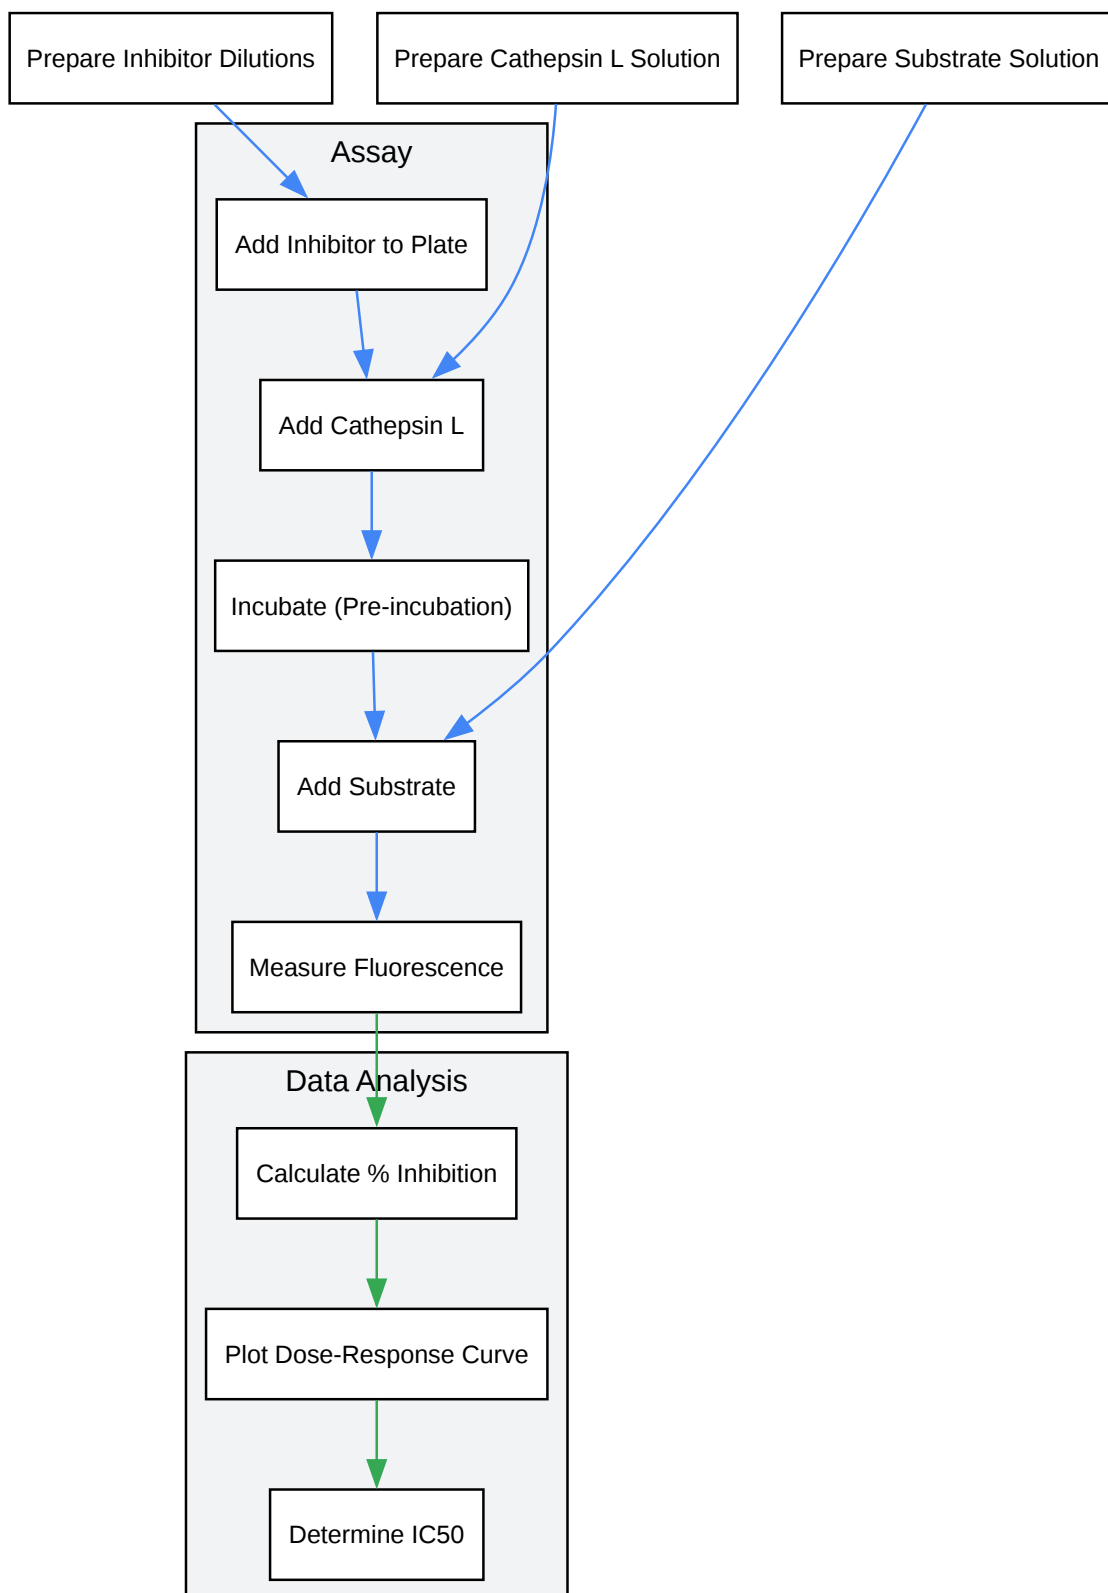 Prepare Inhibitor Dilutions
Prepare Cathepsin L Solution
Prepare Substrate Solution
Assay
Add Inhibitor to Plate
Add Cathepsin L
Incubate (Pre-incubation)
Add Substrate
Measure Fluorescence
Data Analysis
Calculate % Inhibition
Plot Dose-Response Curve
Determine IC50